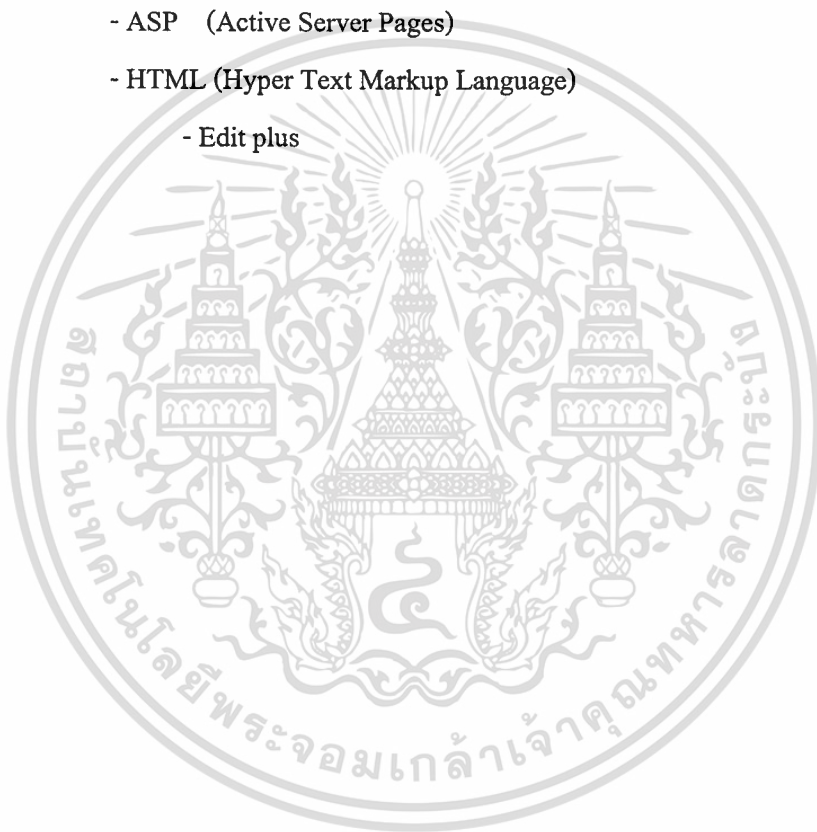 - ASP (Active Server Pages)
- HTML (Hyper Text Markup Language)
- Edit plus
สถาบันเทคโนโลยีพระจอมเกล้าเจ้าคุณทหารลาดกระบัง